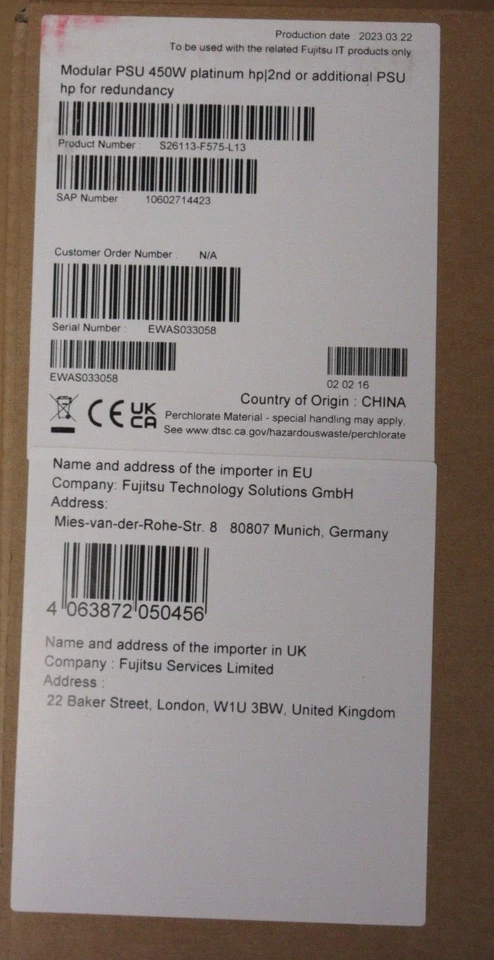 Production date : 2023.03.22
To be used with the related Fujitsu IT products only
Modular PSU 450W platinum hp|2nd or additional PSU
hp for redundancy
Product Number : S26113-F575-L13
SAP Number 10602714423
Customer Order Number : N/A
Serial Number : EWAS033058
EWAS033058
02 02 16
Country of Origin : CHINA
CE UK
CA
Perchlorate Material - special handling may apply.
See www.dtsc.ca.gov/hazardouswaste/perchlorate
Name and address of the importer in EU
Company: Fujitsu Technology Solutions GmbH
Address:
Mies-van-der-Rohe-Str. 8 80807 Munich, Germany
4 063872 050456
Name and address of the importer in UK
Company : Fujitsu Services Limited
Address :
22 Baker Street, London, W1U 3BW, United Kingdom